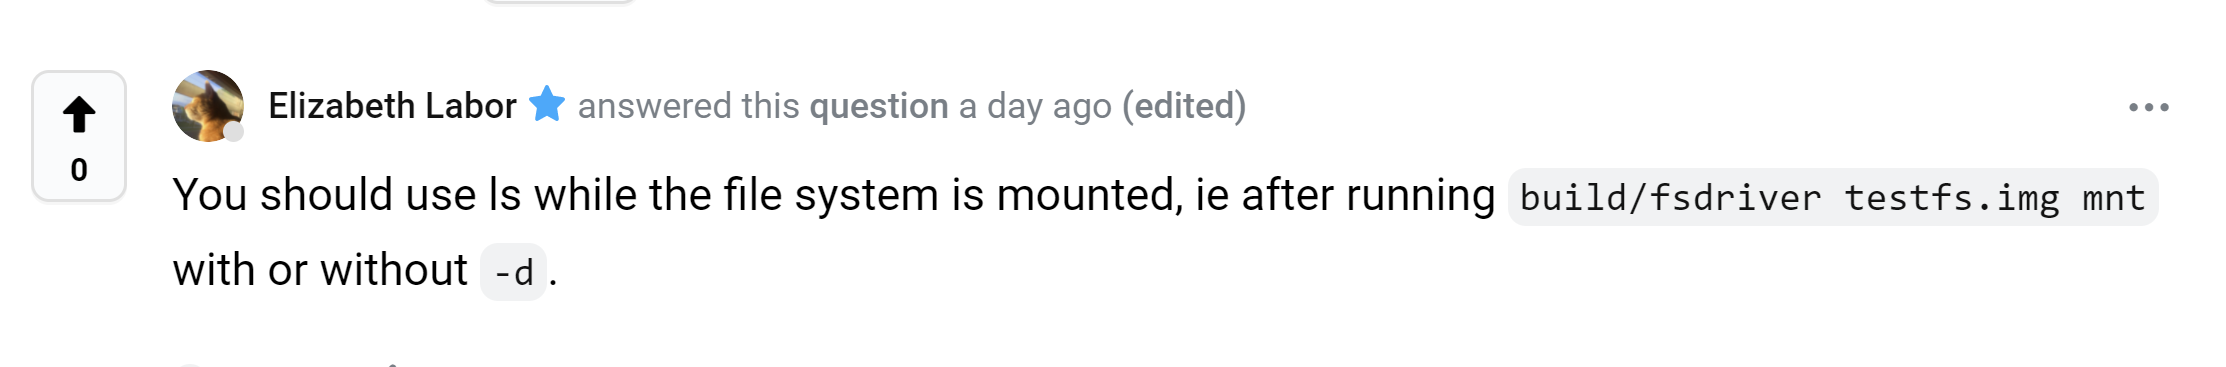 Elizabeth Labor answered this question a day ago (edited)
0
You should use ls while the file system is mounted, ie after running build/fsdriver testfs.img mnt
with or without -d.